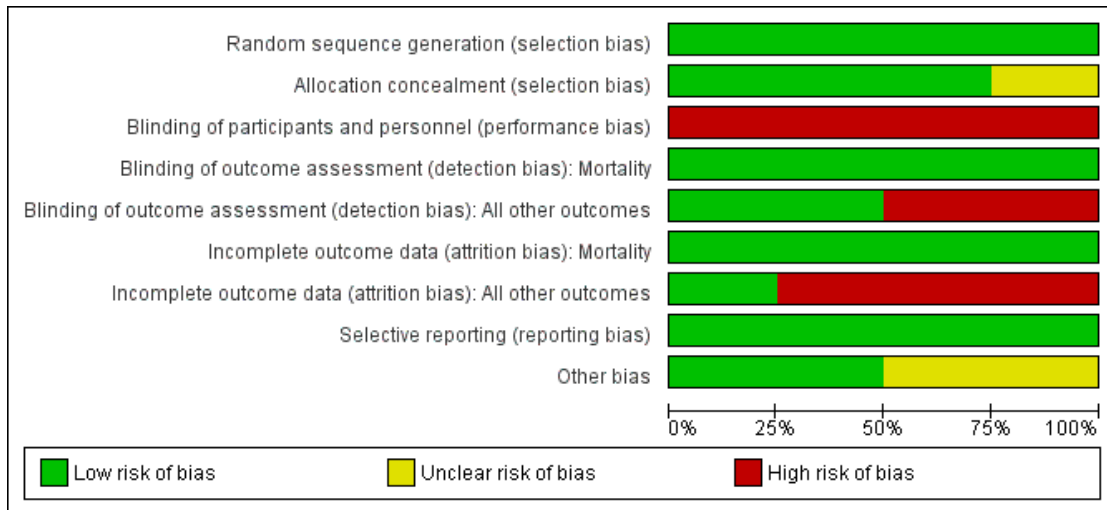 Random sequence generation (selection bias)
Allocation concealment (selection bias)
Blinding of participants and personnel (performance bias)
Blinding of outcome assessment (detection bias): Mortality
Blinding of outcome assessment (detection bias): All other outcomes
Incomplete outcome data (attrition bias): Mortality
Incomplete outcome data (attrition bias): All other outcomes
Selective reporting (reporting bias)
Other bias
0% 25% 50% 75% 100%
Low risk of bias Unclear risk of bias High risk of bias